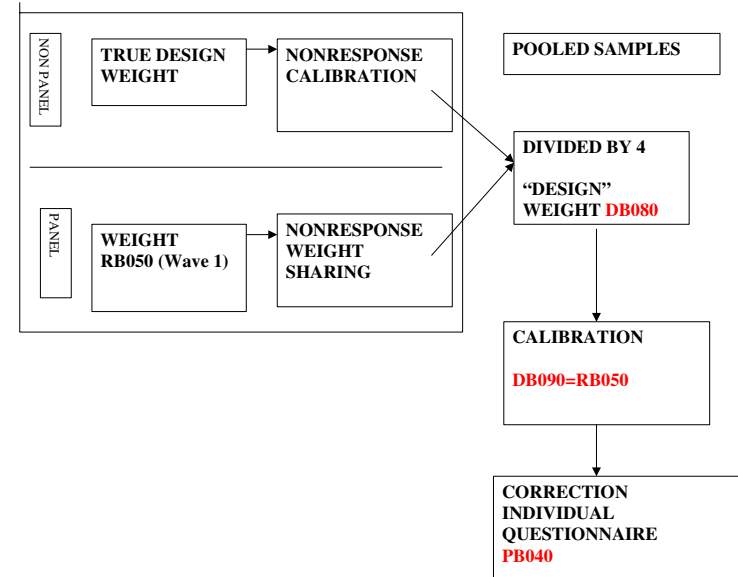 NON PANEL
TRUE DESIGN
WEIGHT
NONRESPONSE
CALIBRATION
POOLED SAMPLES
DIVIDED BY 4
“DESIGN”
WEIGHT DB080
PANEL
WEIGHT
RB050 (Wave 1)
NONRESPONSE
WEIGHT
SHARING
CALIBRATION
DB090=RB050
CORRECTION
INDIVIDUAL
QUESTIONNAIRE
PB040